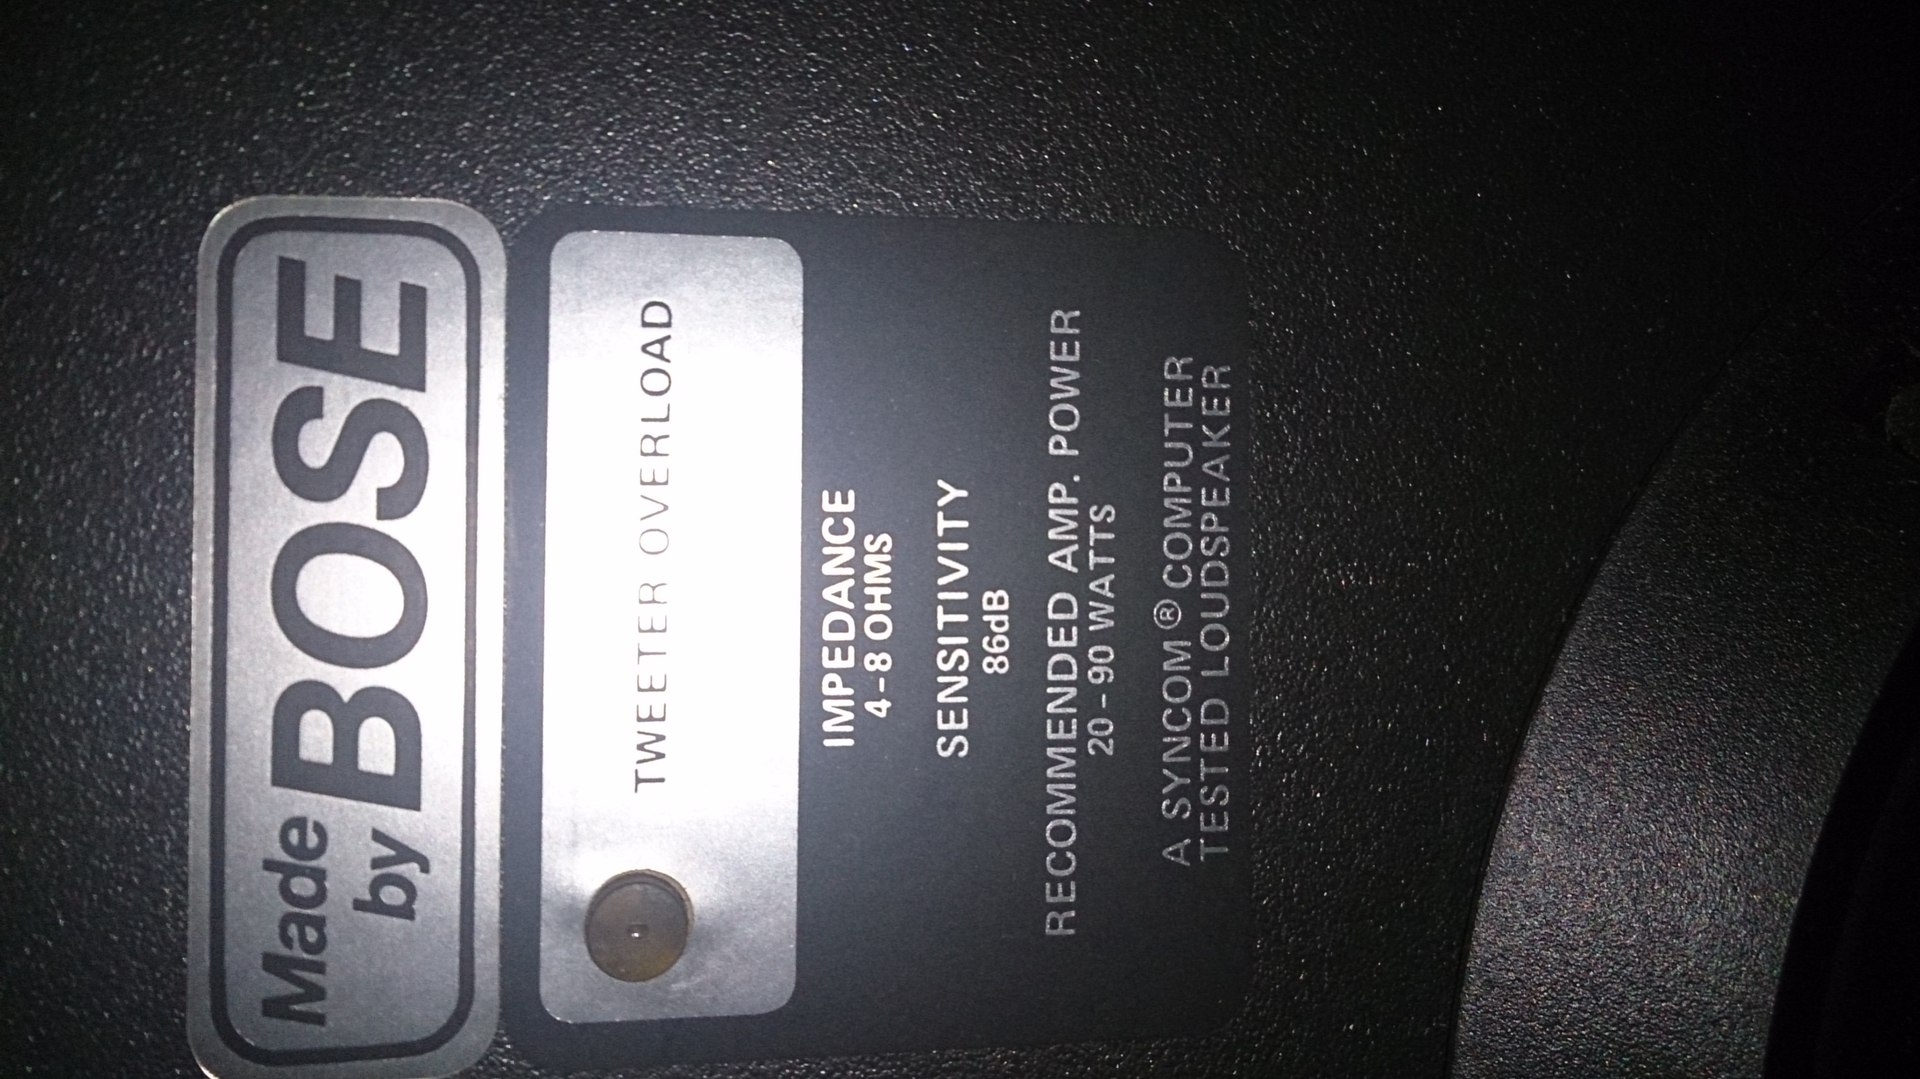 Made
by
BOSE
TWEETER OVERLOAD
IMPEDANCE
4-8 OHMS
SENSITIVITY
86dB
RECOMMENDED AMP. POWER
20-90 WATTS
A SYNCOM® COMPUTER
TESTED LOUDSPEAKER